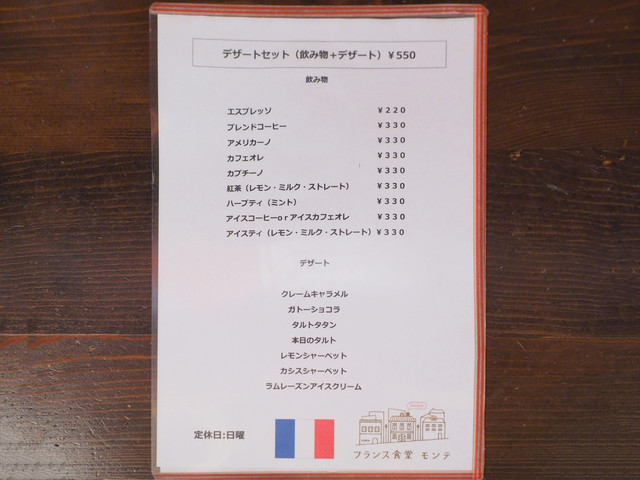 デザートセット（飲み物＋デザート）￥550
飲み物
エスプレッソ ￥２２０
ブレンドコーヒー ￥３３０
アメリカーノ ￥３３０
カフェオレ ￥３３０
カプチーノ ￥３３０
紅茶（レモン・ミルク・ストレート） ￥３３０
ハーブティ（ミント） ￥３３０
アイスコーヒーｏｒアイスカフェオレ ￥３３０
アイスティ（レモン・ミルク・ストレート）￥３３０
デザート
クレームキャラメル
ガトーショコラ
タルトタタン
本日のタルト
レモンシャーベット
カシスシャーベット
ラムレーズンアイスクリーム
定休日:日曜
フランス食堂 モンテ